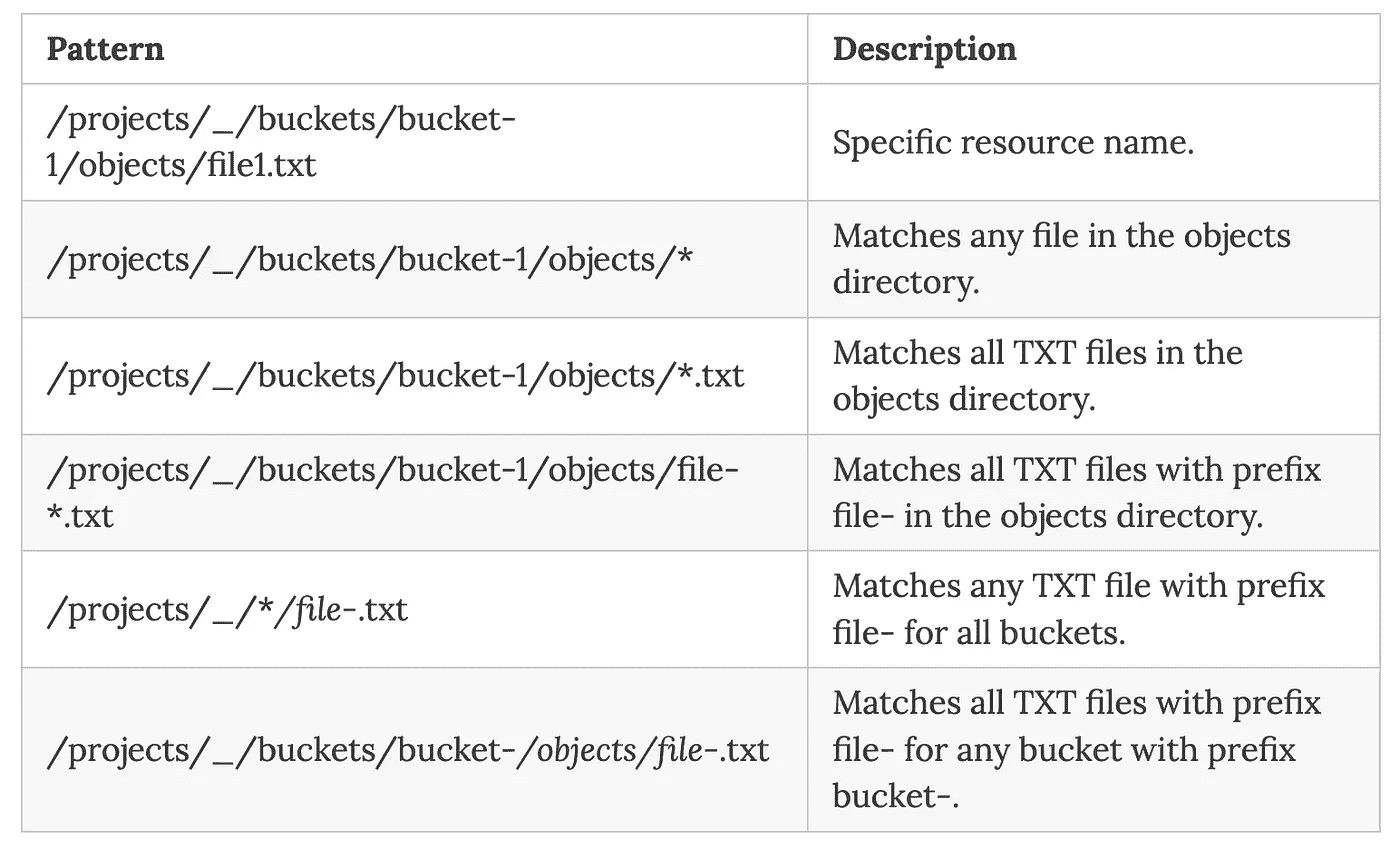 Pattern
Description
/projects/_/buckets/bucket-
1/objects/file1.txt
Specific resource name.
/projects/_/buckets/bucket-1/objects/*
Matches any file in the objects
directory.
/projects/_/buckets/bucket-1/objects/*.txt
Matches all TXT files in the
objects directory.
/projects/_/buckets/bucket-1/objects/file-
*.txt
Matches all TXT files with prefix
file- in the objects directory.
/projects/_/*/file-.txt
Matches any TXT file with prefix
file- for all buckets.
/projects/_/buckets/bucket-/objects/file-.txt
Matches all TXT files with prefix
file- for any bucket with prefix
bucket-.